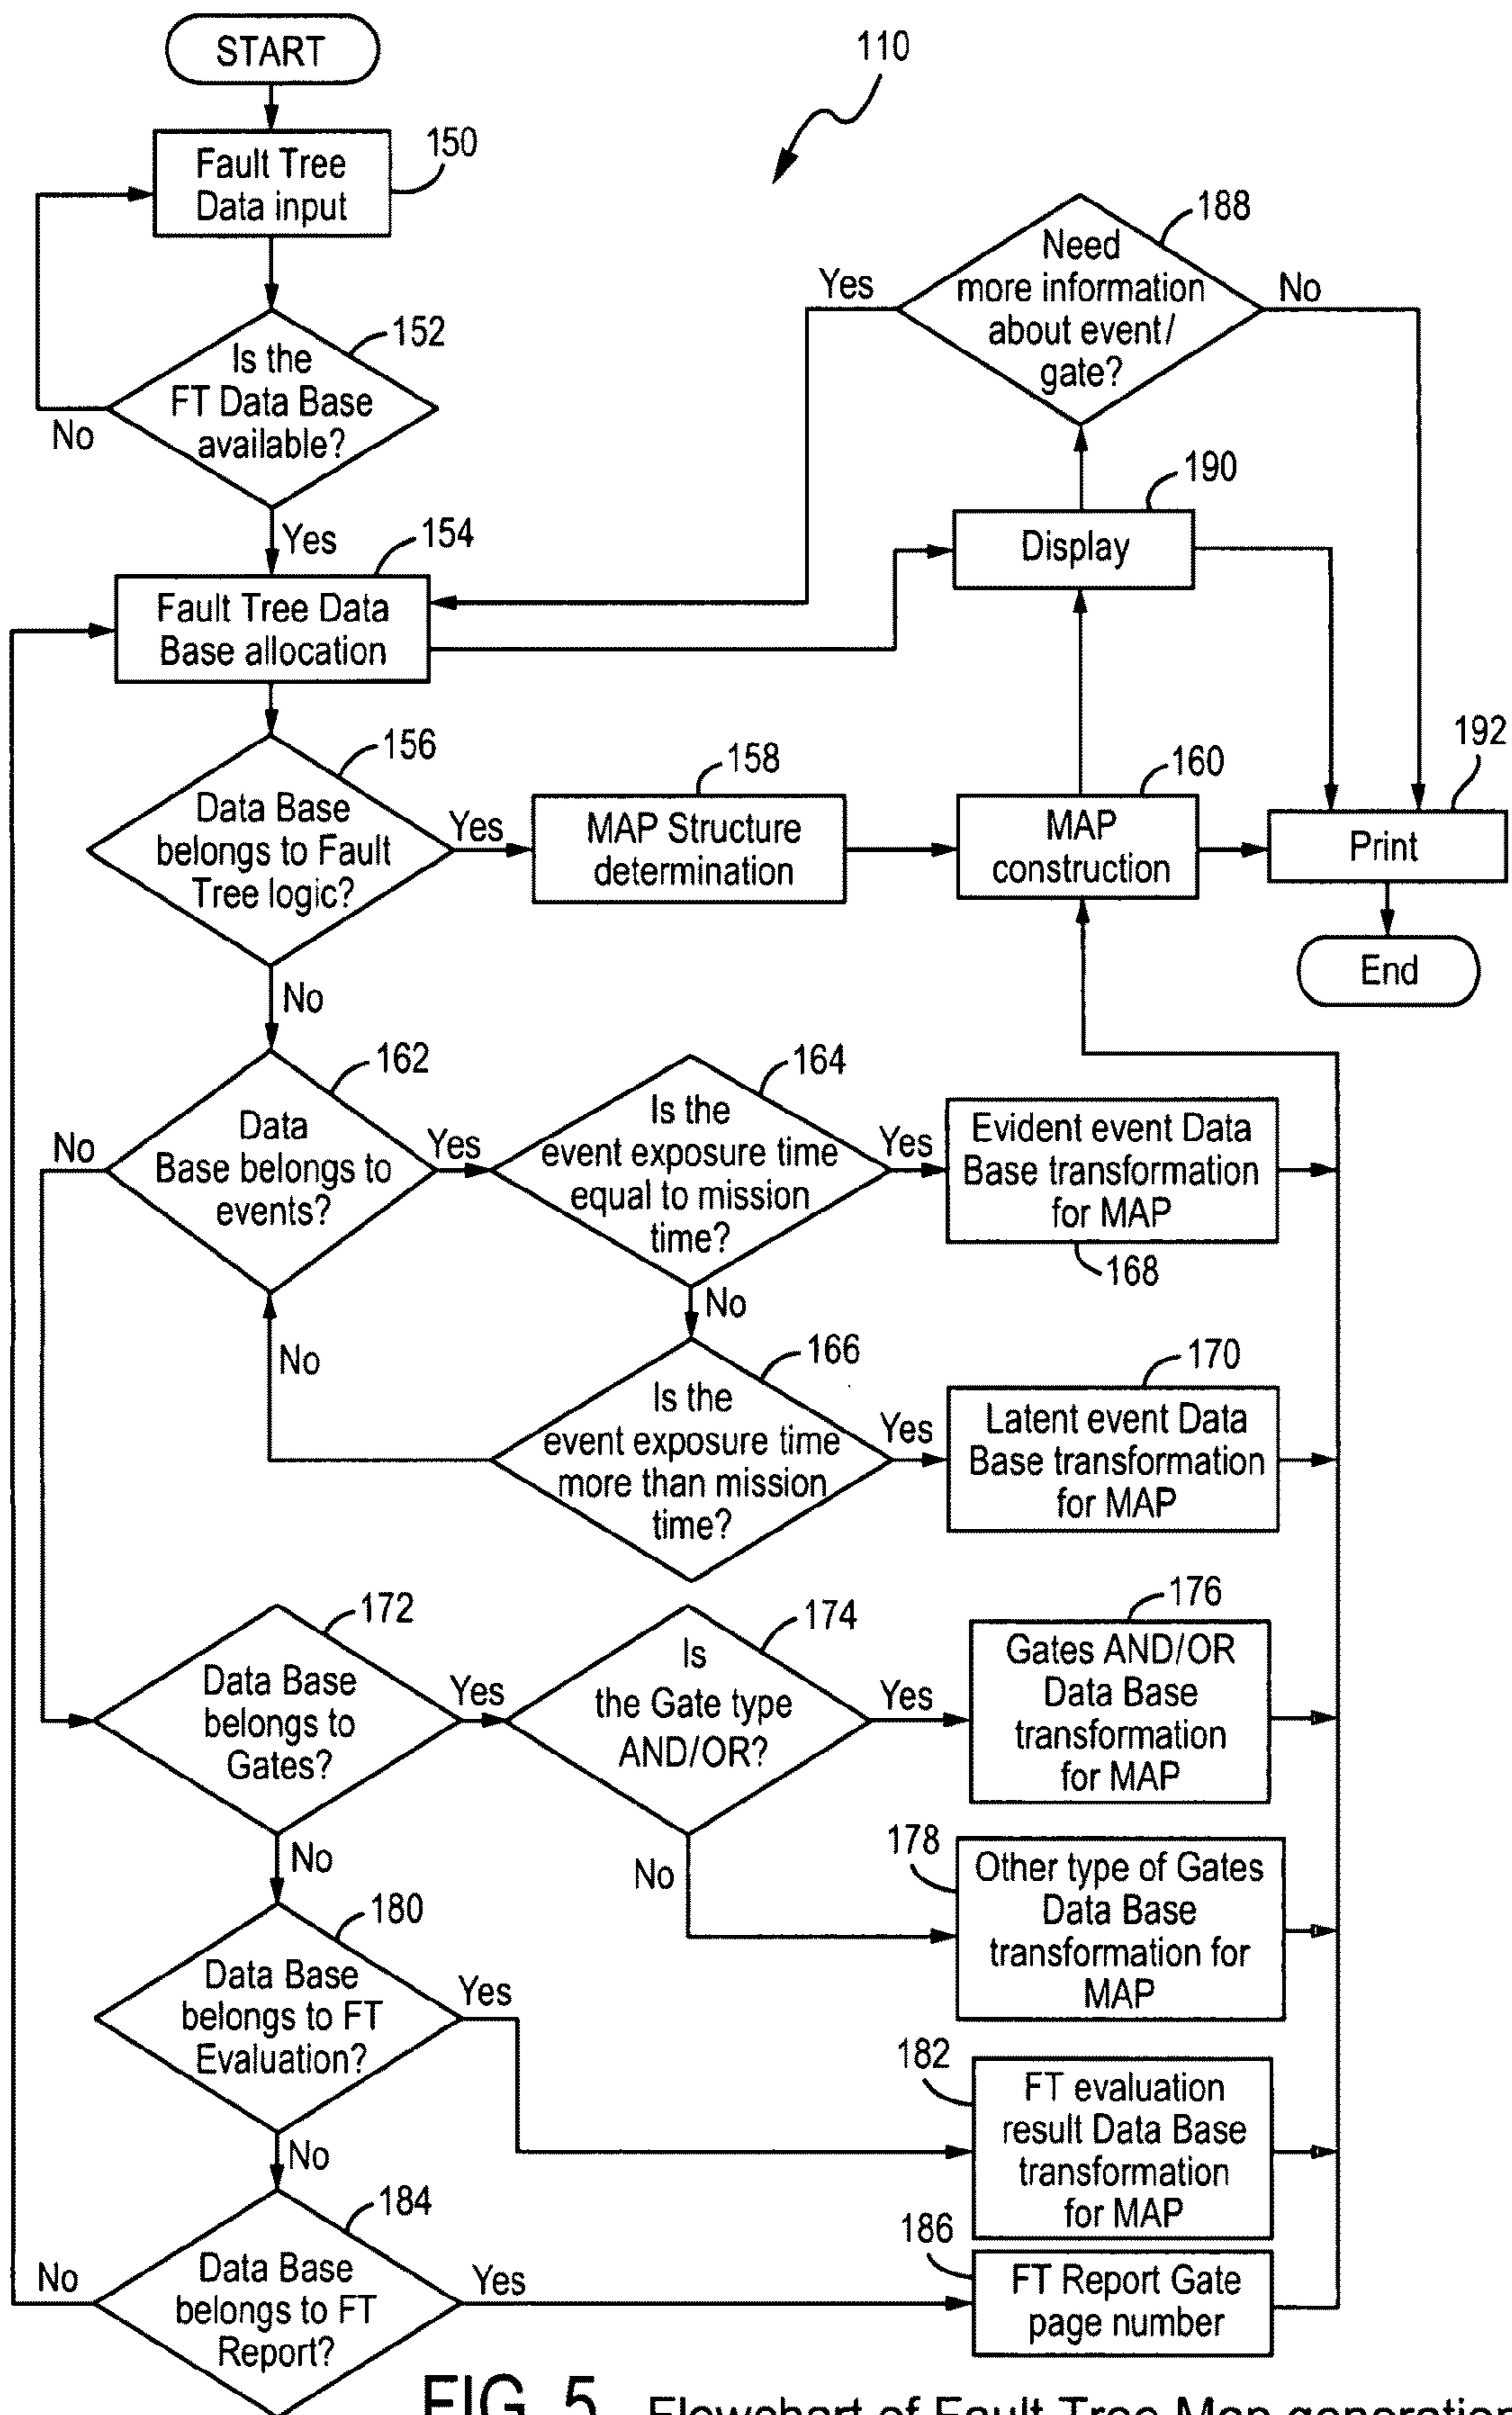 START
110
150
Fault Tree
Data input
188
Need
more information
about event/
gate?
Yes
No
152
Is the
FT Data Base
available?
No
Yes
190
Display
154
Fault Tree Data
Base allocation
156
Data Base
belongs to Fault
Tree logic?
Yes
158
MAP Structure
determination
160
MAP
construction
192
Print
End
No
162
Data
Base belongs to
events?
No
Yes
164
Is the
event exposure time
equal to mission
time?
Yes
Evident event Data
Base transformation
for MAP
168
No
No
166
Is the
event exposure time
more than mission
time?
Yes
170
Latent event Data
Base transformation
for MAP
172
Data Base
belongs to
Gates?
Yes
174
Is
the Gate type
AND/OR?
Yes
176
Gates AND/OR
Data Base
transformation
for MAP
No
No
178
Other type of Gates
Data Base
transformation for
MAP
180
Data Base
belongs to FT
Evaluation?
Yes
182
FT evaluation
result Data Base
transformation
for MAP
No
184
Data Base
belongs to FT
Report?
No
Yes
186
FT Report Gate
page number
FIG. 5 Flowchart of Fault Tree Map generation